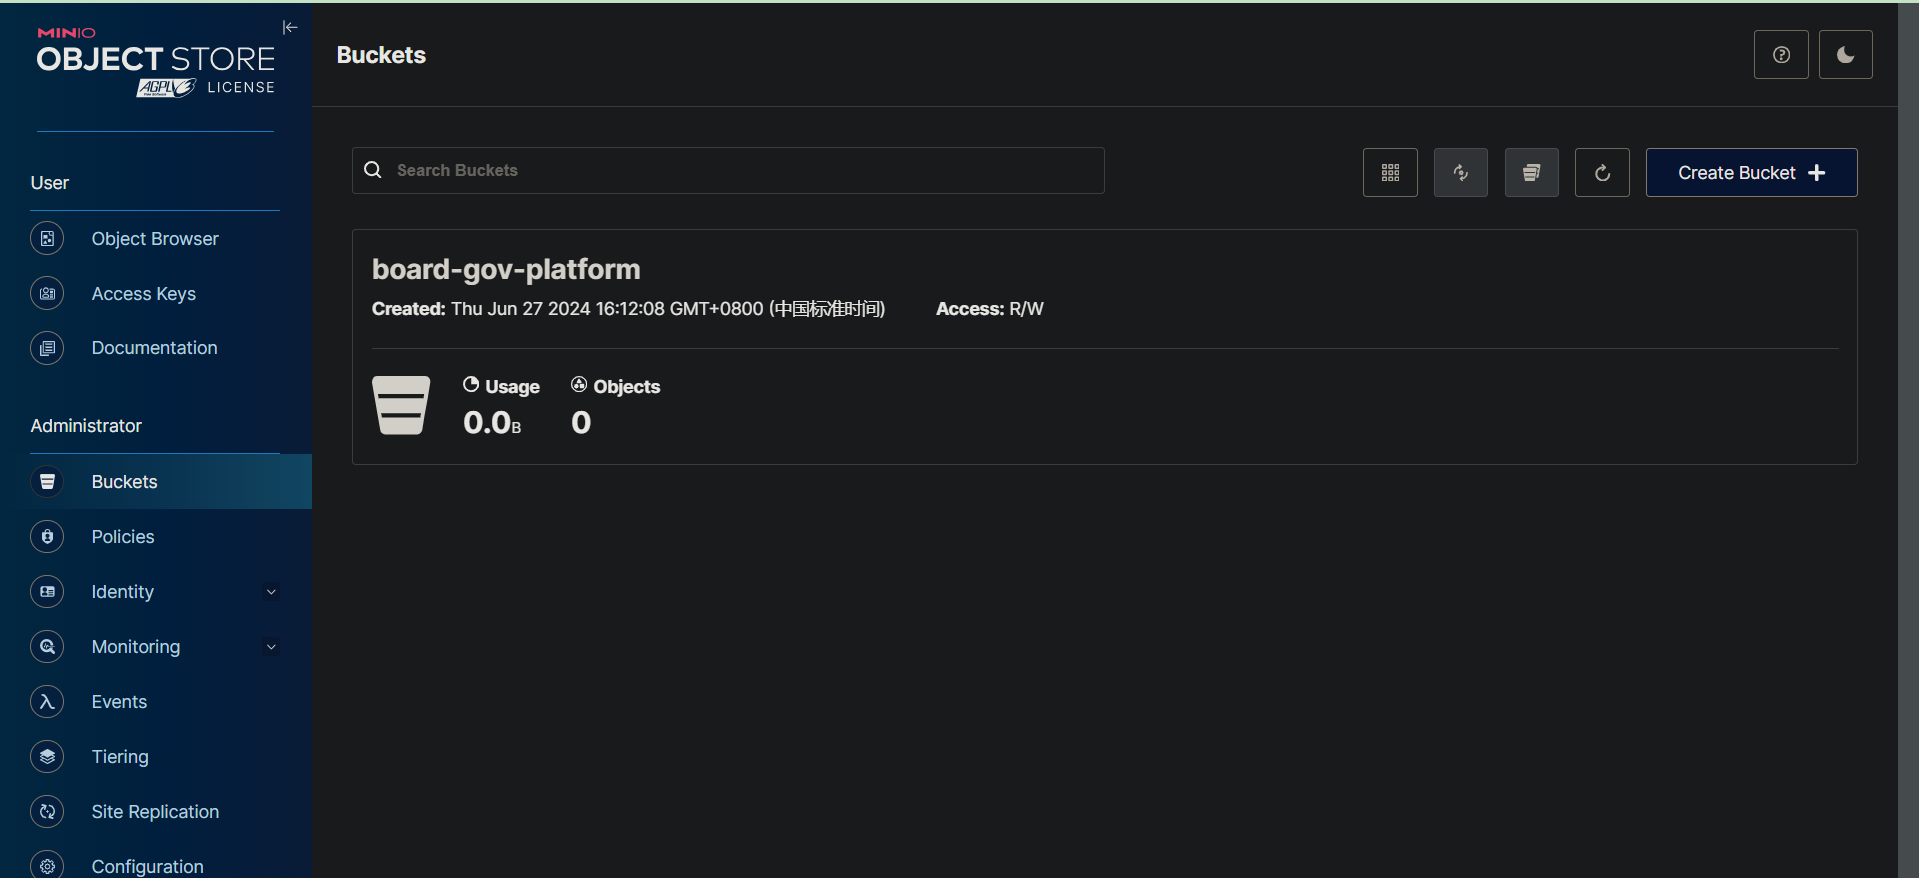 MINIO
OBJECT STORE
AGPL v3 LICENSE
User
Object Browser
Access Keys
Documentation
Administrator
Buckets
Policies
Identity
Monitoring
Events
Tiering
Site Replication
Configuration
Buckets
Search Buckets
Create Bucket
board-gov-platform
Created: Thu Jun 27 2024 16:12:08 GMT+0800 (中国标准时间) Access: R/W
Usage Objects
0.0B 0